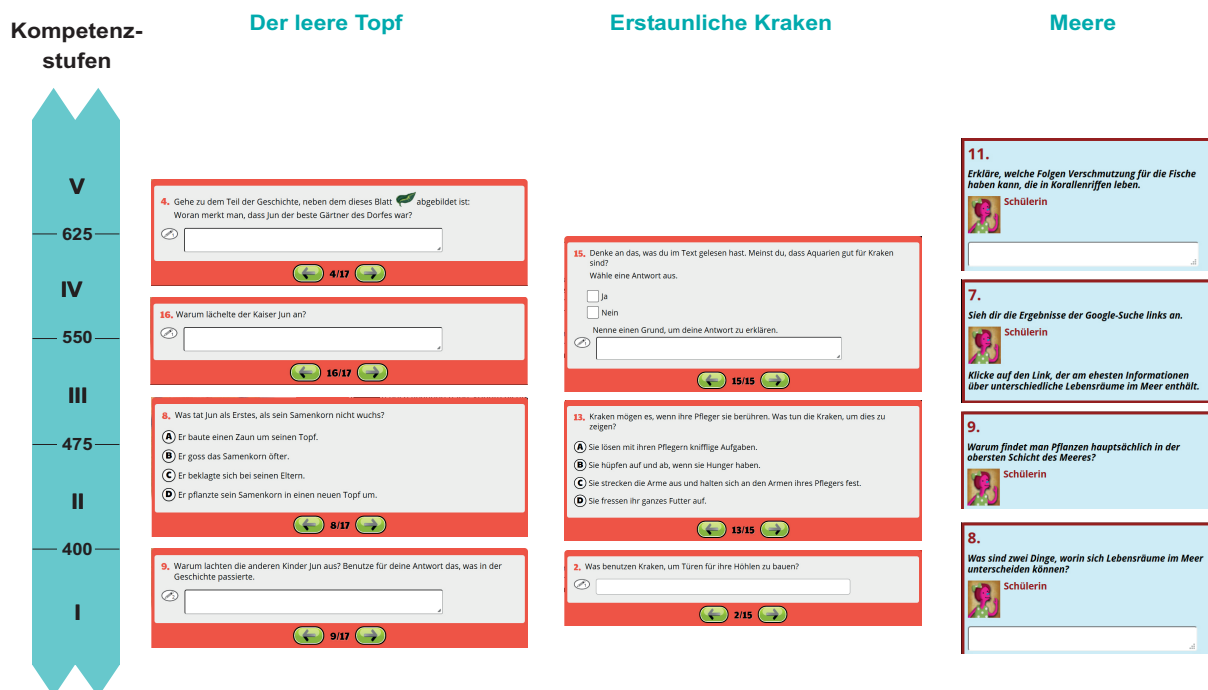 Kompetenz-
stufen
V
625
IV
550
III
475
II
400
I
Der leere Topf
4. Gehe zu dem Teil der Geschichte, neben dem dieses Blatt abgebildet ist:
Woran merkt man, dass Jun der beste Gärtner des Dorfes war?
4/17
16. Warum lächelte der Kaiser Jun an?
16/17
8. Was tat Jun als Erstes, als sein Samenkorn nicht wuchs?
A Er baute einen Zaun um seinen Topf.
B Er goss das Samenkorn öfter.
C Er beklagte sich bei seinen Eltern.
D Er pflanzte sein Samenkorn in einen neuen Topf um.
8/17
9. Warum lachten die anderen Kinder Jun aus? Benutze für deine Antwort das, was in der
Geschichte passierte.
9/17
Erstaunliche Kraken
15. Denke an das, was du im Text gelesen hast. Meinst du, dass Aquarien gut für Kraken
sind?
Wähle eine Antwort aus.
Ja
Nein
Nenne einen Grund, um deine Antwort zu erklären.
15/15
13. Kraken mögen es, wenn ihre Pfleger sie berühren. Was tun die Kraken, um dies zu
zeigen?
A Sie lösen mit ihren Pflegern knifflige Aufgaben.
B Sie hüpfen auf und ab, wenn sie Hunger haben.
C Sie strecken die Arme aus und halten sich an den Armen ihres Pflegers fest.
D Sie fressen ihr ganzes Futter auf.
13/15
2. Was benutzen Kraken, um Türen für ihre Höhlen zu bauen?
2/15
Meere
11.
Erkläre, welche Folgen Verschmutzung für die Fische
haben kann, die in Korallenriffen leben.
Schülerin
7.
Sieh dir die Ergebnisse der Google-Suche links an.
Schülerin
Klicke auf den Link, der am ehesten Informationen
über unterschiedliche Lebensräume im Meer enthält.
9.
Warum findet man Pflanzen hauptsächlich in der
obersten Schicht des Meeres?
Schülerin
8.
Was sind zwei Dinge, worin sich Lebensräume im Meer
unterscheiden können?
Schülerin